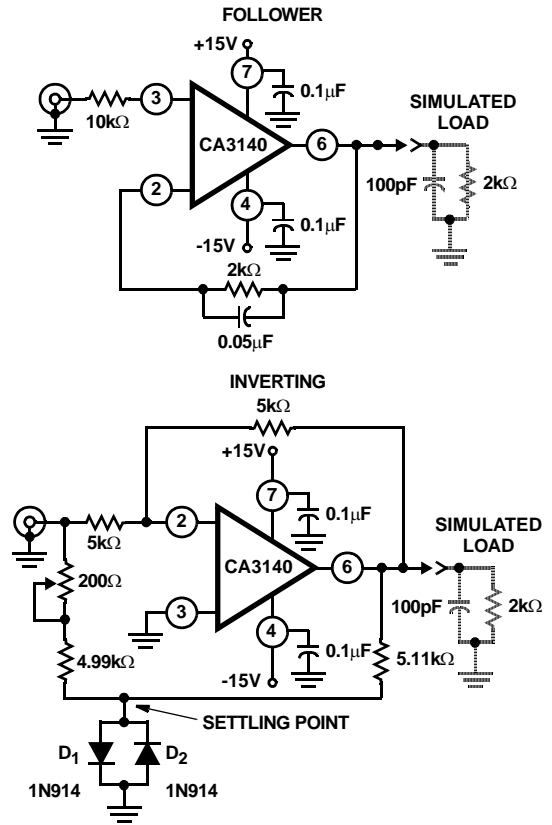 FOLLOWER
+15V
7
0.1μF
3
10kΩ
CA3140
6
SIMULATED
LOAD
100pF
2kΩ
2
4
0.1μF
-15V
2kΩ
0.05μF
INVERTING
5kΩ
+15V
7
0.1μF
2
5kΩ
CA3140
6
SIMULATED
LOAD
100pF
2kΩ
200Ω
3
4
0.1μF
5.11kΩ
4.99kΩ
-15V
SETTLING POINT
D1
D2
1N914
1N914